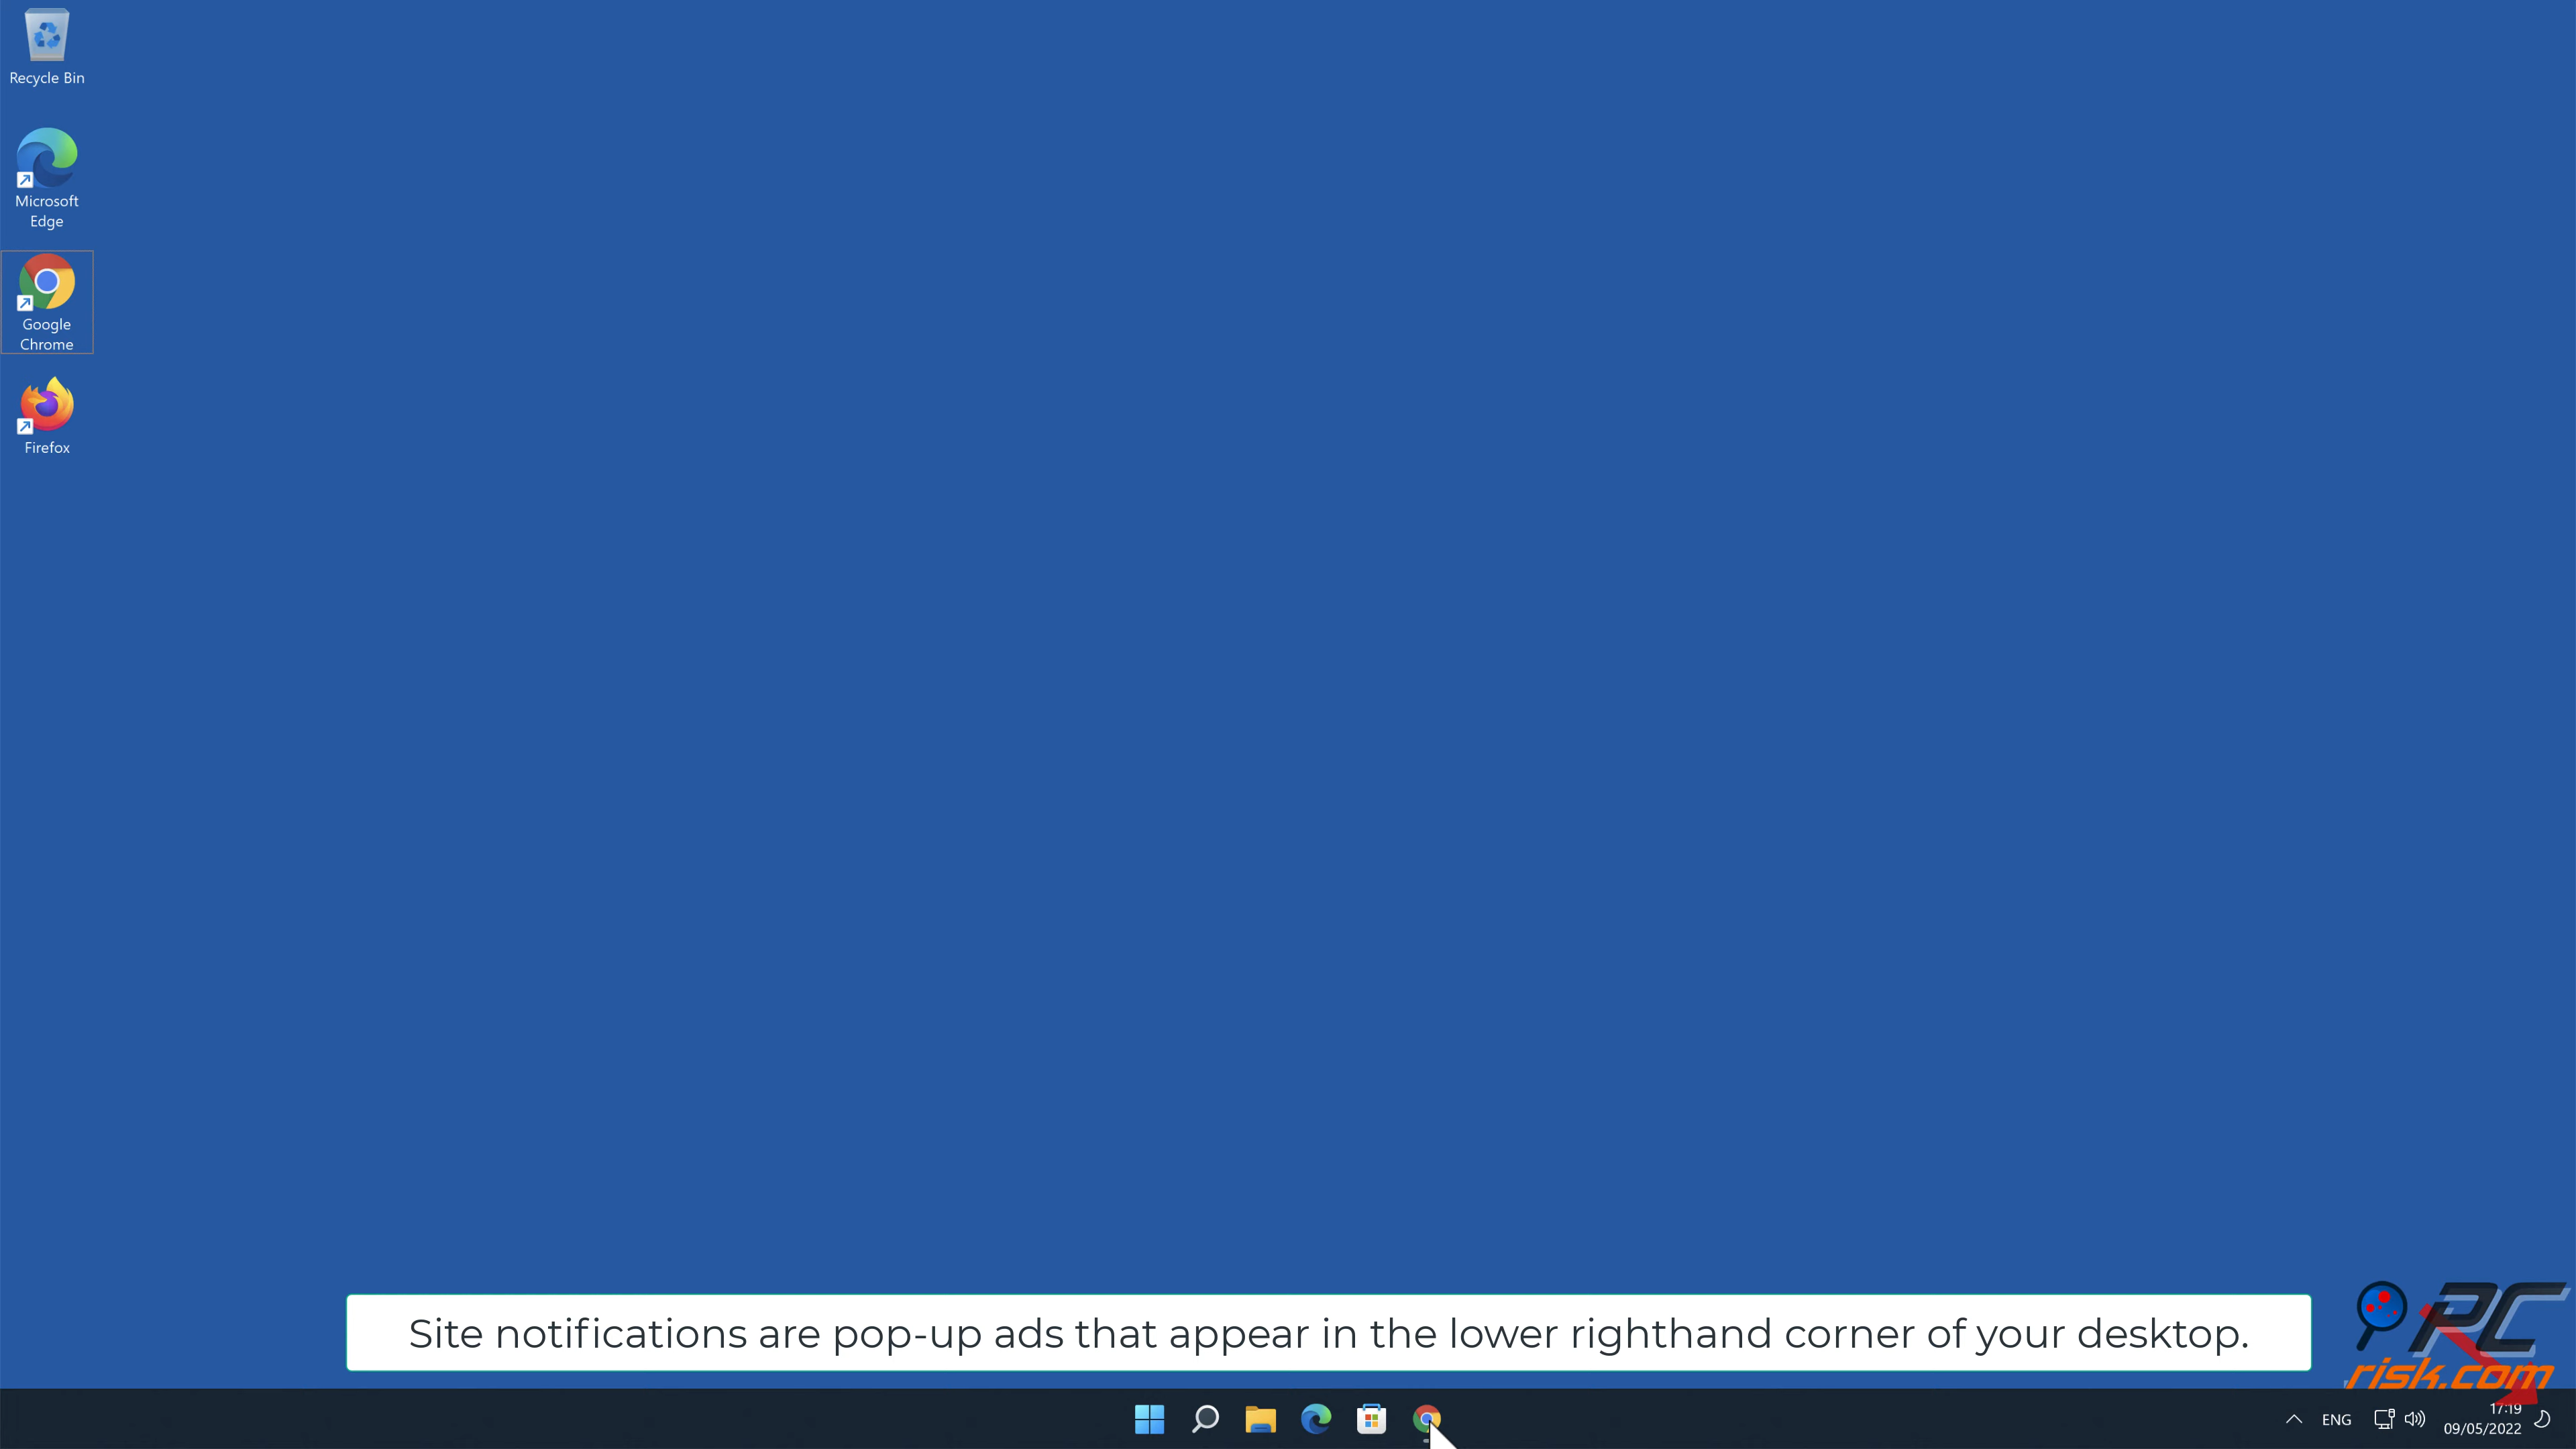 Recycle Bin
Microsoft
Edge
Google
Chrome
Firefox
Site notifications are pop-up ads that appear in the lower righthand corner of your desktop.
PC
risk.com
ENG
17:19
09/05/2022